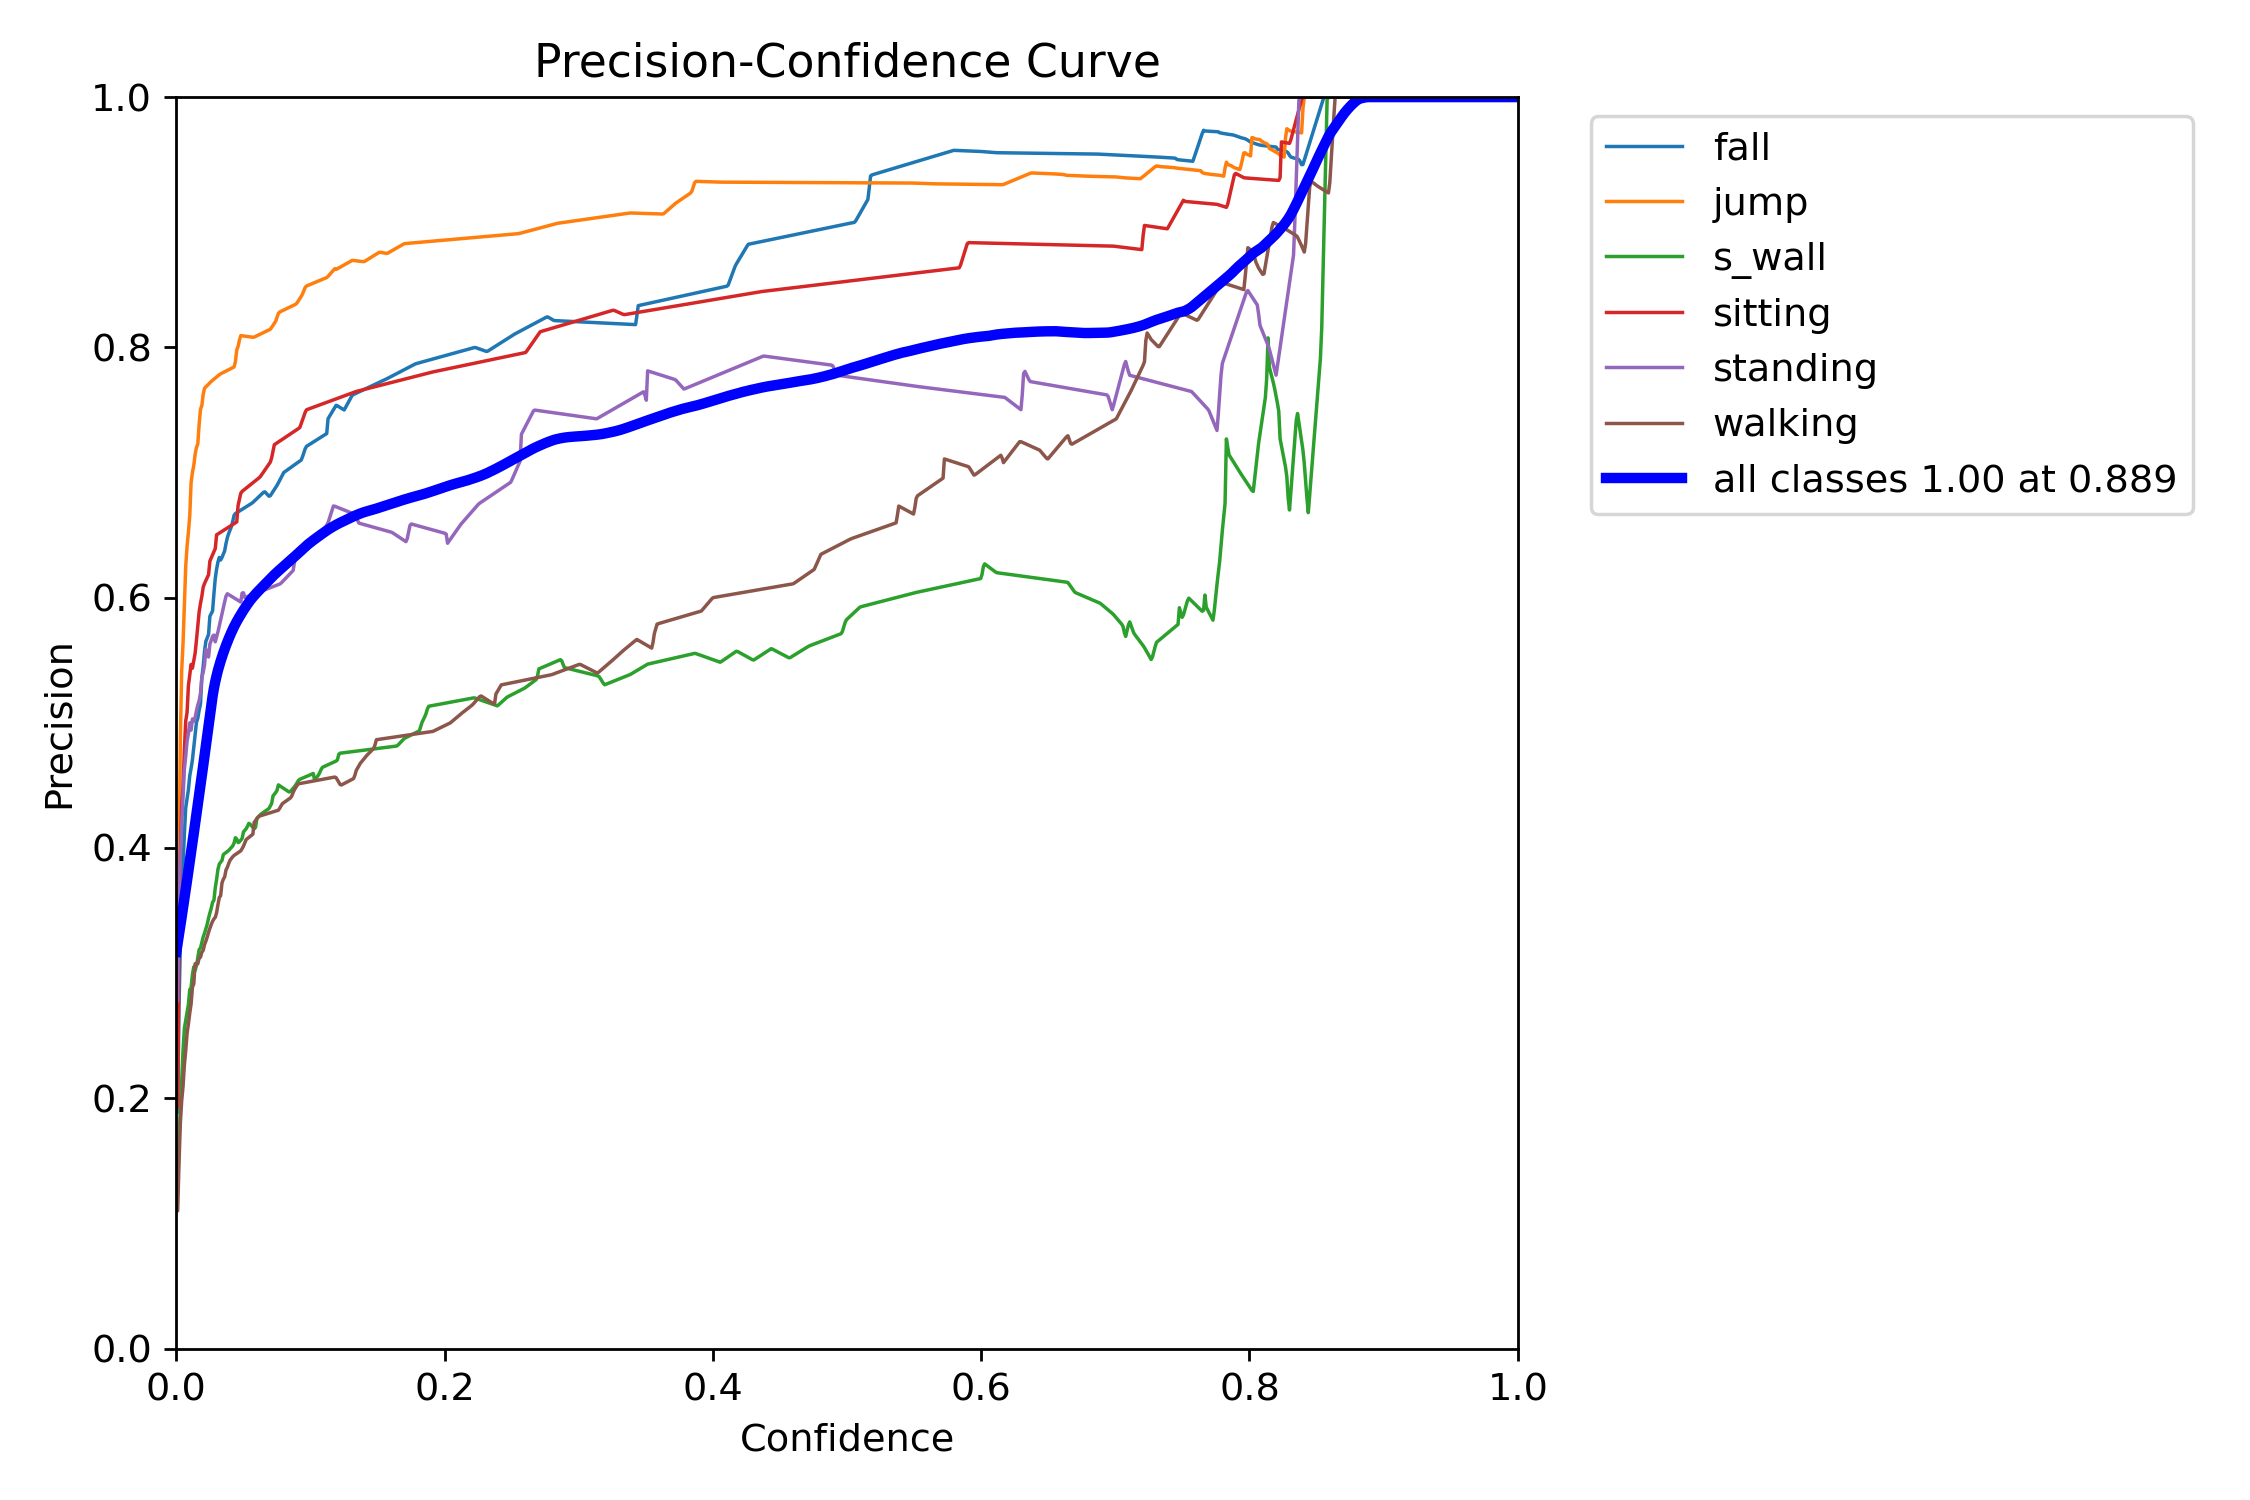 Precision-Confidence Curve
1.0
0.8
0.6
0.4
0.2
0.0
Precision
0.0 0.2 0.4 0.6 0.8 1.0
Confidence
fall
jump
s_wall
sitting
standing
walking
all classes 1.00 at 0.889